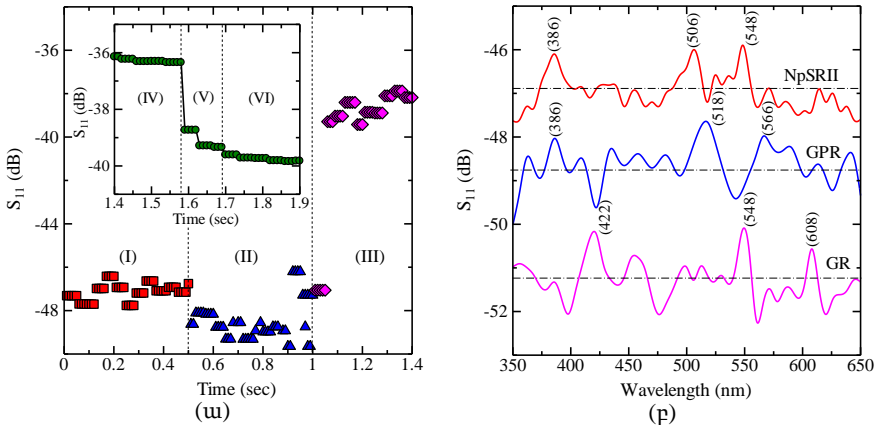 -36
-40
-46
-48
S₁₁ (dB)
0
0.2
0.4
0.6
0.8
1
1.2
1.4
Time (sec)
(I)
(II)
(III)
-36
-38
-40
S₁₁ (dB)
(IV)
(V)
(VI)
1.4
1.5
1.6
1.7
1.8
1.9
Time (sec)
(ա)
-46
-48
-50
-52
S₁₁ (dB)
(386)
(506)
(548)
NpSRII
(386)
(518)
(566)
GPR
(422)
(548)
(608)
GR
350
400
450
500
550
600
650
Wavelength (nm)
(բ)